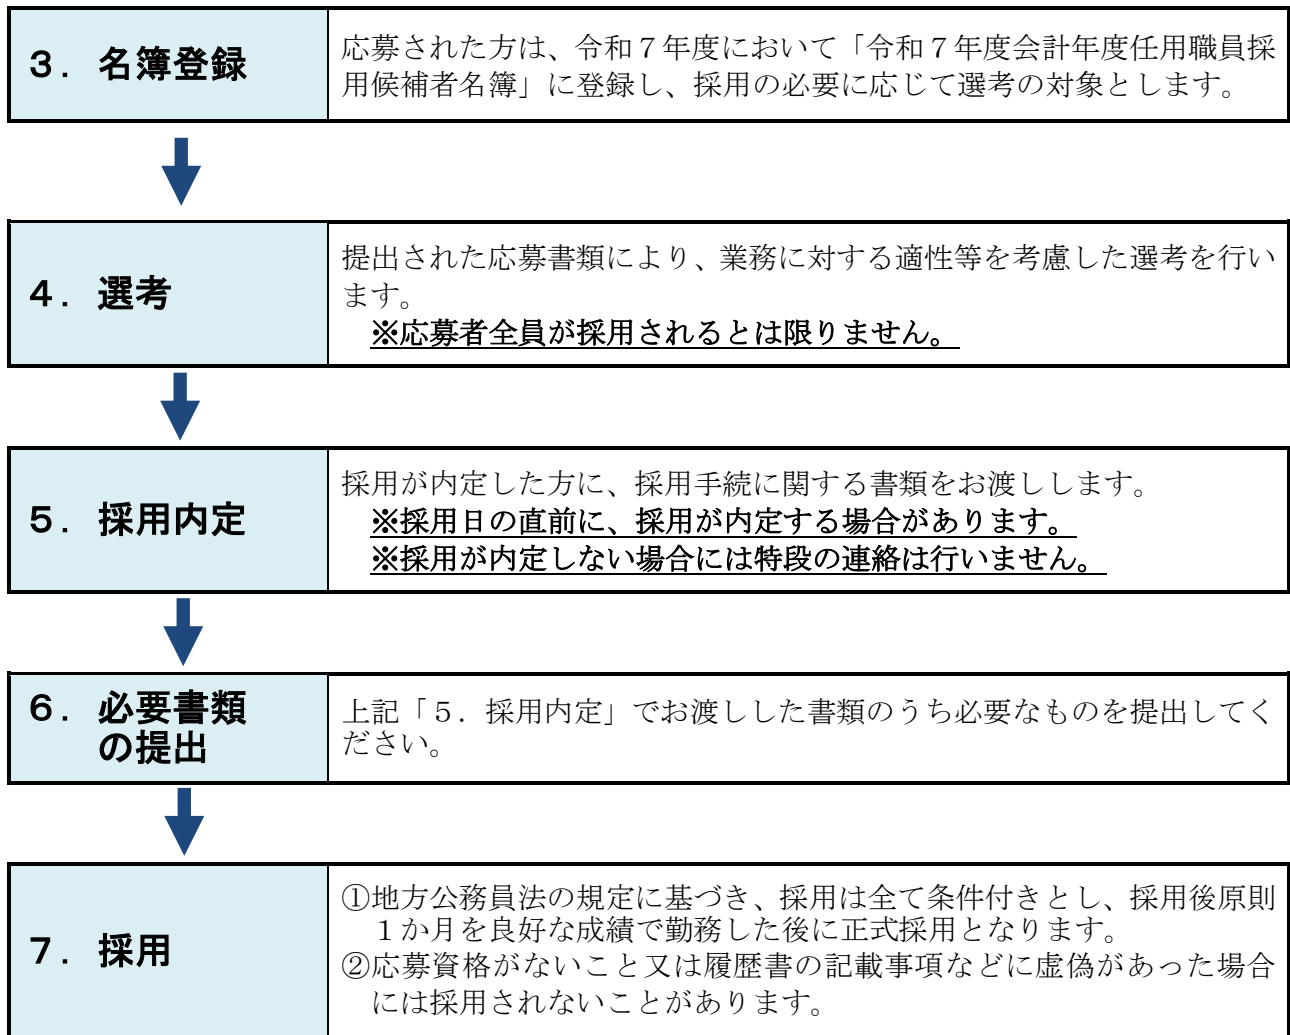 ３．名簿登録
応募された方は、令和７年度において「令和７年度会計年度任用職員採
用候補者名簿」に登録し、採用の必要に応じて選考の対象とします。
４．選考
提出された応募書類により、業務に対する適性等を考慮した選考を行い
ます。
※応募者全員が採用されるとは限りません。
５．採用内定
採用が内定した方に、採用手続に関する書類をお渡しします。
※採用日の直前に、採用が内定する場合があります。
※採用が内定しない場合には特段の連絡は行いません。
６．必要書類
の提出
上記「５．採用内定」でお渡しした書類のうち必要なものを提出してく
ださい。
７．採用
①地方公務員法の規定に基づき、採用は全て条件付きとし、採用後原則
１か月を良好な成績で勤務した後に正式採用となります。
②応募資格がないこと又は履歴書の記載事項などに虚偽があった場合
には採用されないことがあります。